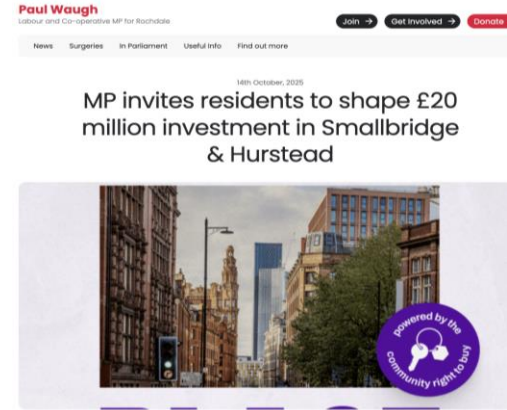 Paul Waugh
Labour and Co-operative MP for Rochdale
Join →
Get Involved →
Donate
News
Surgeries
In Parliament
Useful Info
Find out more
14th October, 2025
MP invites residents to shape £20
million investment in Smallbridge
& Hurstead
powered by the
community right to buy